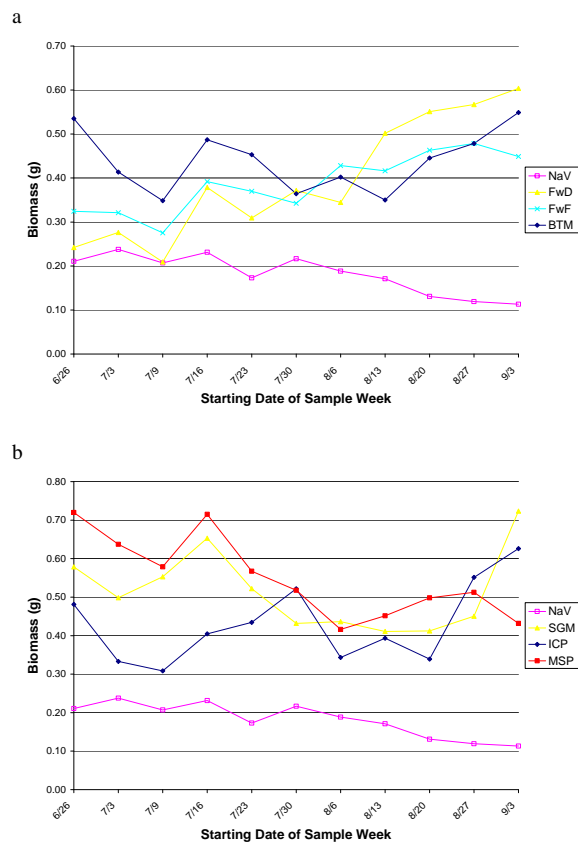 a
0.70
0.60
0.50
0.40
0.30
0.20
0.10
0.00
Biomass (g)
NaV
FwD
FwF
BTM
6/26
7/3
7/9
7/16
7/23
7/30
8/6
8/13
8/20
8/27
9/3
Starting Date of Sample Week
b
0.80
0.70
0.60
0.50
0.40
0.30
0.20
0.10
0.00
Biomass (g)
NaV
SGM
ICP
MSP
6/26
7/3
7/9
7/16
7/23
7/30
8/6
8/13
8/20
8/27
9/3
Starting Date of Sample Week